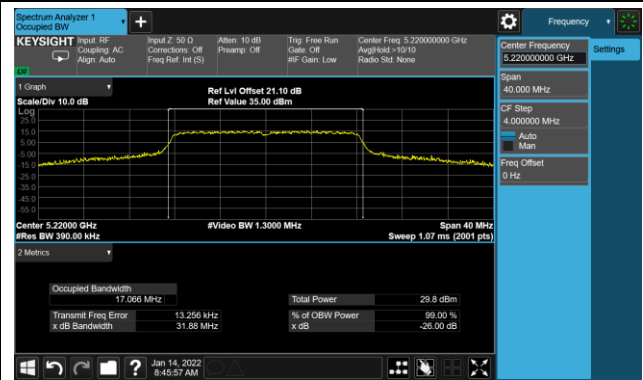 Spectrum Analyzer 1
Occupied BW
Frequency
KEYSIGHT
Input: RF
Coupling: AC
Align: Auto
Input Z: 50 Ω
Corrections: Off
Freq Ref: Int (S)
Atten: 10 dB
Preamp: Off
Trig: Free Run
Gate: Off
#IF Gain: Low
Center Freq: 5.220000000 GHz
Avg|Hold:>10/10
Radio Std: None
Center Frequency
5.220000000 GHz
Settings
Span
40.000 MHz
CF Step
4.000000 MHz
Auto
Man
Freq Offset
0 Hz
1 Graph
Scale/Div 10.0 dB
Ref Lvl Offset 21.10 dB
Ref Value 35.00 dBm
Log
25.0
15.0
5.00
-5.00
-15.0
-25.0
-35.0
-45.0
-55.0
Center 5.22000 GHz
#Res BW 390.00 kHz
#Video BW 1.3000 MHz
Span 40 MHz
Sweep 1.07 ms (2001 pts)
2 Metrics
Occupied Bandwidth
17.066 MHz
Total Power 29.8 dBm
Transmit Freq Error 13.256 kHz
% of OBW Power 99.00 %
x dB Bandwidth 31.88 MHz
x dB -26.00 dB
Jan 14, 2022
8:45:57 AM